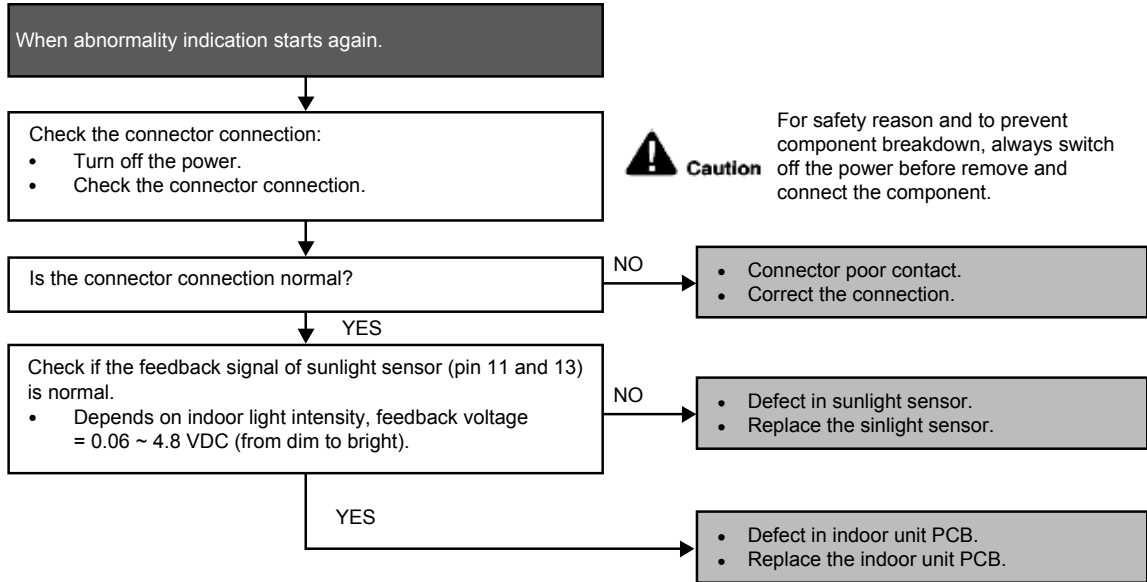 When abnormality indication starts again.
Check the connector connection:
• Turn off the power.
• Check the connector connection.
Caution
For safety reason and to prevent
component breakdown, always switch
off the power before remove and
connect the component.
Is the connector connection normal?
NO
• Connector poor contact.
• Correct the connection.
YES
Check if the feedback signal of sunlight sensor (pin 11 and 13)
is normal.
• Depends on indoor light intensity, feedback voltage
= 0.06 ~ 4.8 VDC (from dim to bright).
NO
• Defect in sunlight sensor.
• Replace the sinlight sensor.
YES
• Defect in indoor unit PCB.
• Replace the indoor unit PCB.